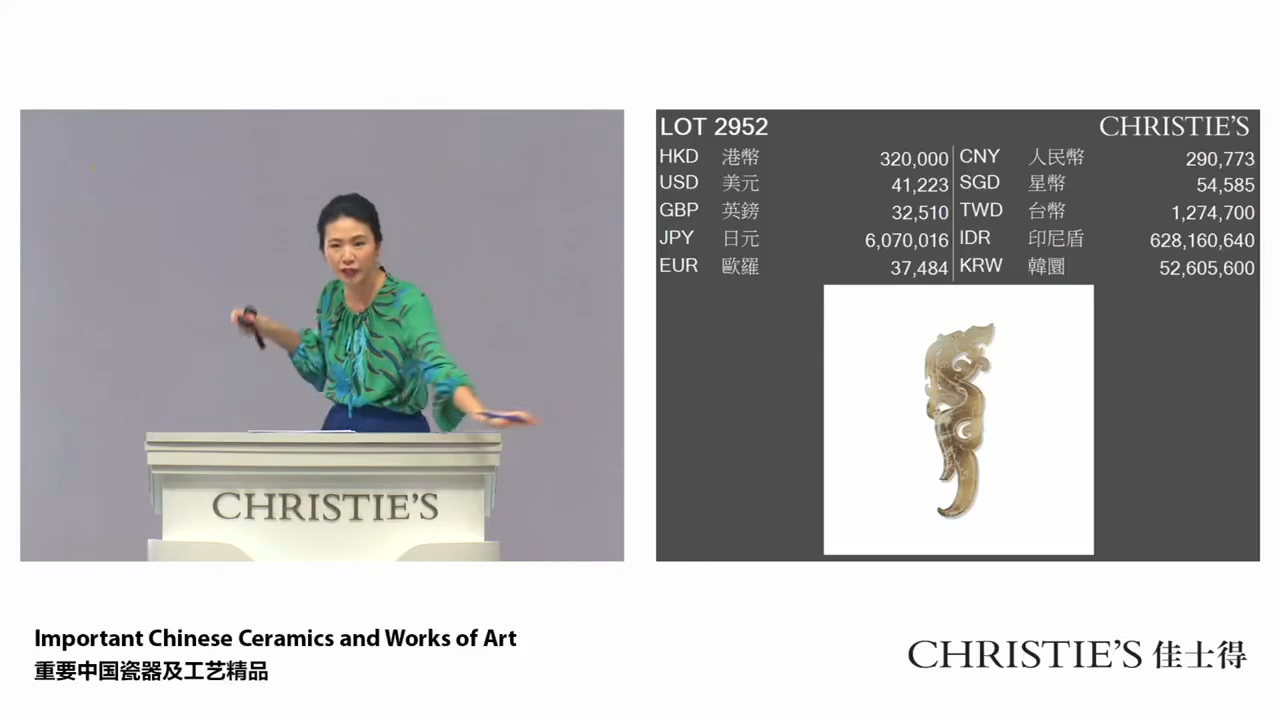 CHRISTIE'S
LOT 2952 CHRISTIE'S
HKD 港幣 320,000 CNY 人民幣 290,773
USD 美元 41,223 SGD 星幣 54,585
GBP 英鎊 32,510 TWD 台幣 1,274,700
JPY 日元 6,070,016 IDR 印尼盾 628,160,640
EUR 歐羅 37,484 KRW 韓圜 52,605,600
Important Chinese Ceramics and Works of Art
重要中国瓷器及工艺精品
CHRISTIE'S 佳士得